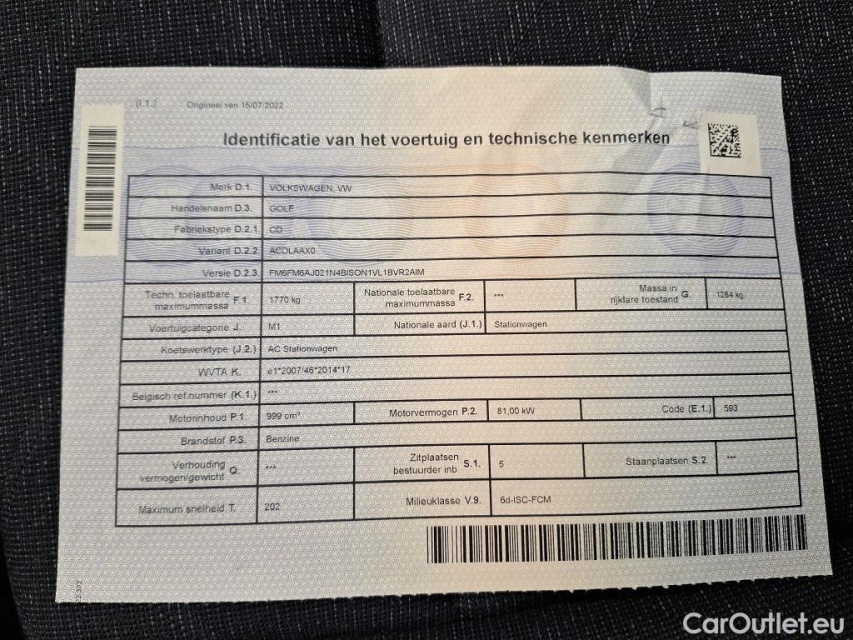 (I.1.) Origineel van 15/07/2022
Identificatie van het voertuig en technische kenmerken
Merk D.1. VOLKSWAGEN, VW
Handelsnaam D.3. GOLF
Fabriekstype D.2.1. CD
Variant D.2.2. ACDLAAX0
Versie D.2.3. FM6FM6AJ021N4BISON1VL1BVR2AIM
Techn. toelaatbare maximummassa F.1. 1770 kg Nationale toelaatbare maximummassa F.2. *** Massa in rijklare toestand G. 1264 kg
Voertuigcategorie J. M1 Nationale aard (J.1.) Stationwagen
Koetswerktype (J.2.) AC Stationwagen
WVTA K. e1*2007/46*2014*17
Belgisch ref.nummer (K.1.) ***
Motorinhoud P.1. 999 cm³ Motorvermogen P.2. 81,00 kW Code (E.1.) 593
Brandstof P.3. Benzine
Verhouding vermogen/gewicht Q. *** Zitplaatsen bestuurder inb. S.1. 5 Staanplaatsen S.2. ***
Maximum snelheid T. 202 Milieuklasse V.9. 6d-ISC-FCM
CarOutlet.eu